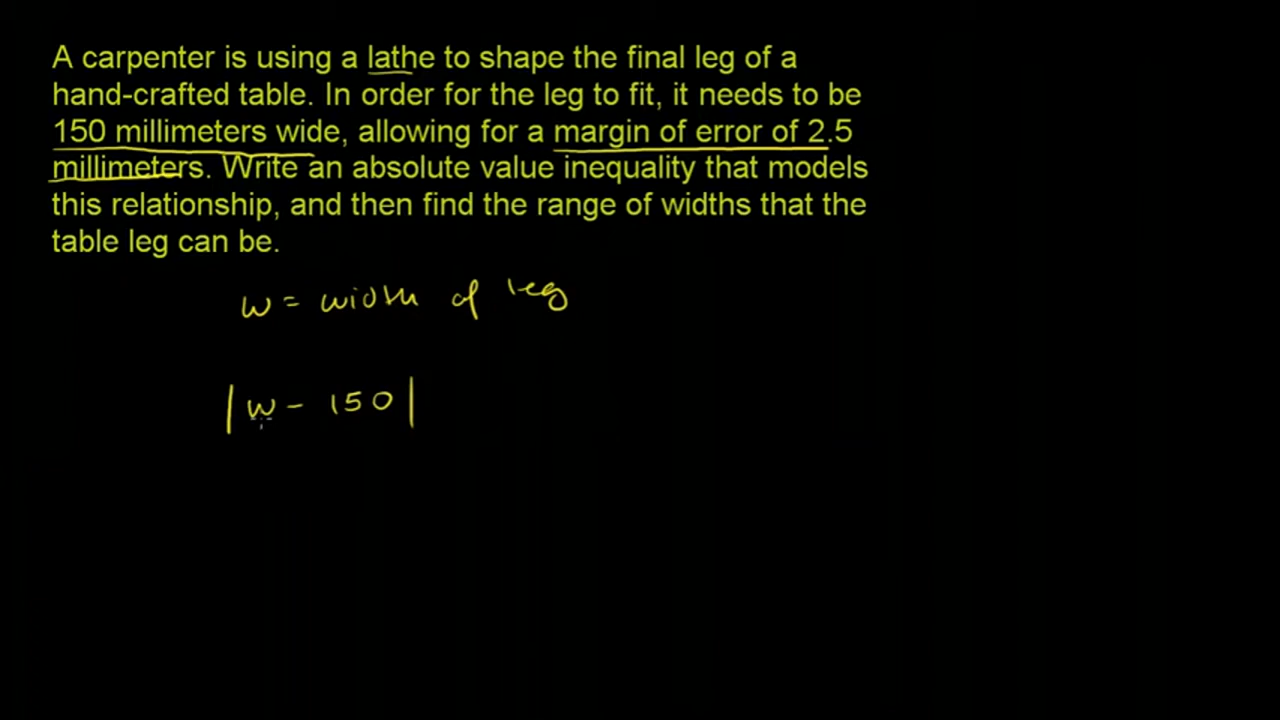 A carpenter is using a lathe to shape the final leg of a
hand-crafted table. In order for the leg to fit, it needs to be
150 millimeters wide, allowing for a margin of error of 2.5
millimeters. Write an absolute value inequality that models
this relationship, and then find the range of widths that the
table leg can be.
w = width of leg
|w - 150|